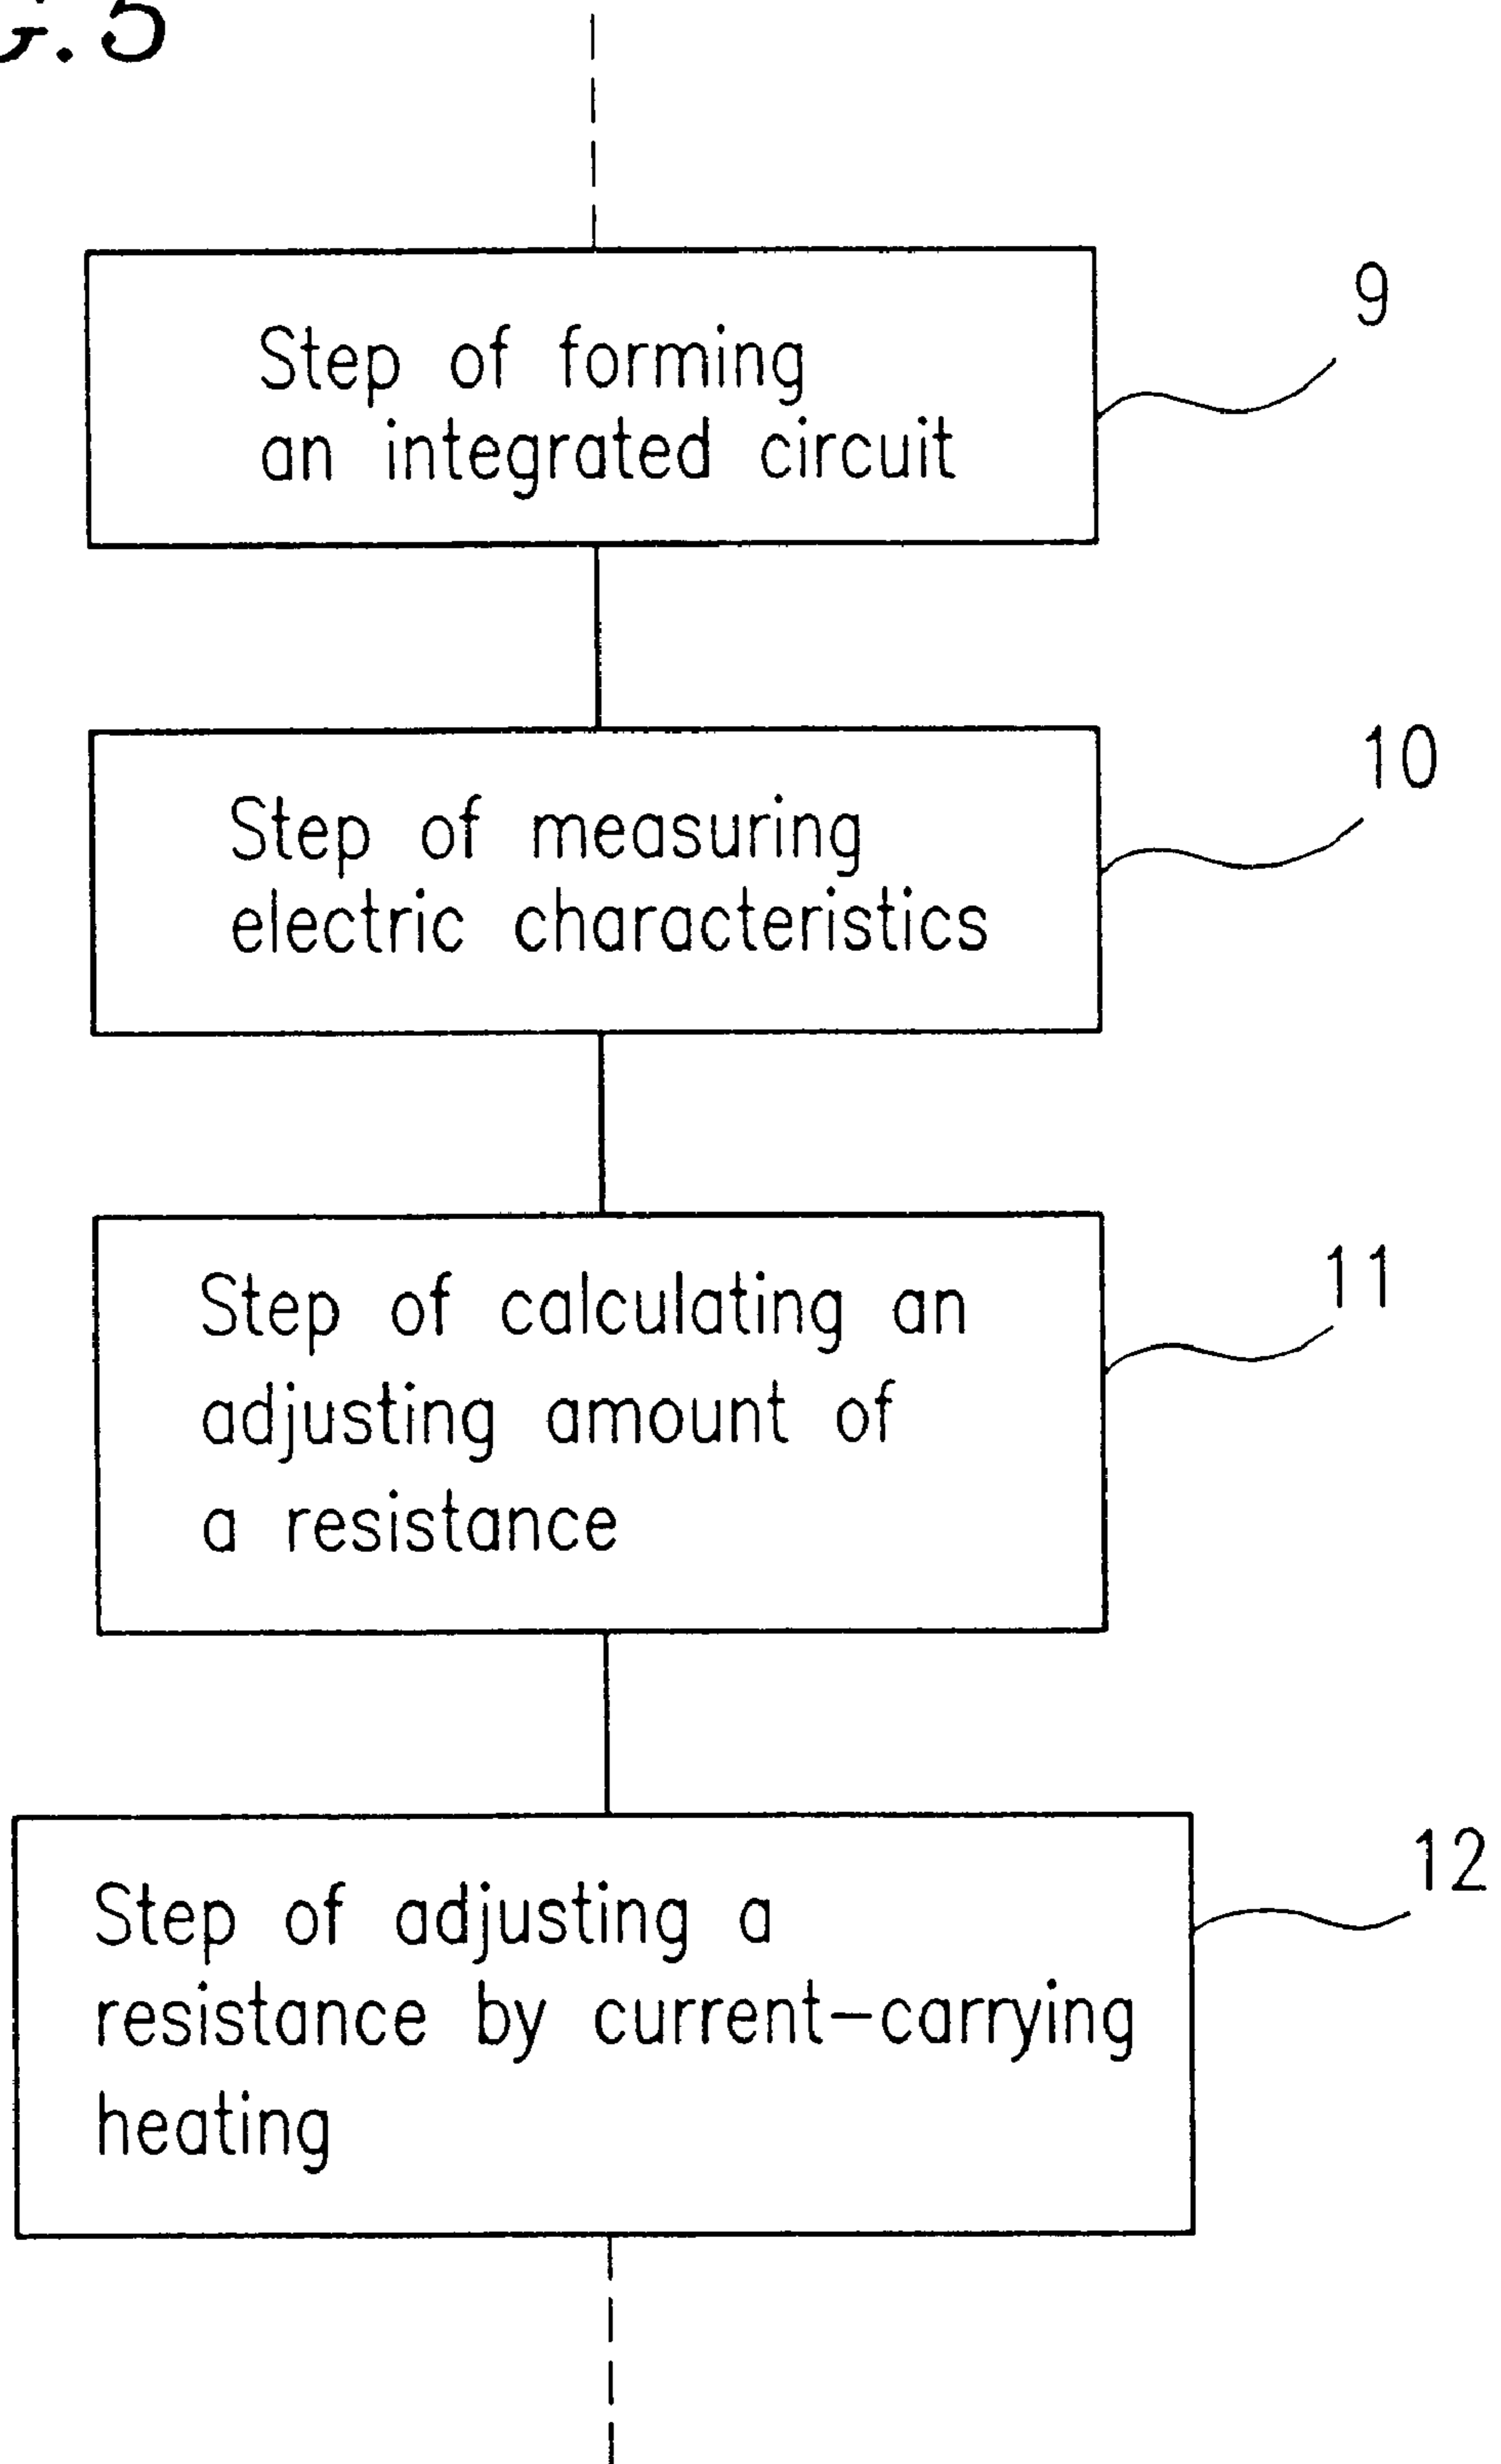 G.5
Step of forming
an integrated circuit
9
Step of measuring
electric characteristics
10
Step of calculating an
adjusting amount of
a resistance
11
Step of adjusting a
resistance by current-carrying
heating
12